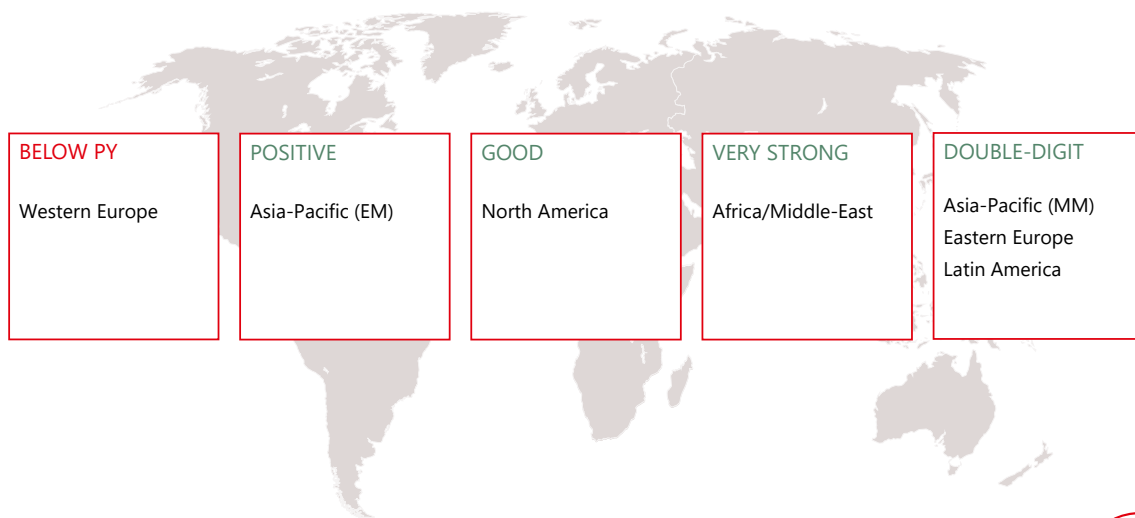 BELOW PY
Western Europe
POSITIVE
Asia-Pacific (EM)
GOOD
North America
VERY STRONG
Africa/Middle-East
DOUBLE-DIGIT
Asia-Pacific (MM)
Eastern Europe
Latin America